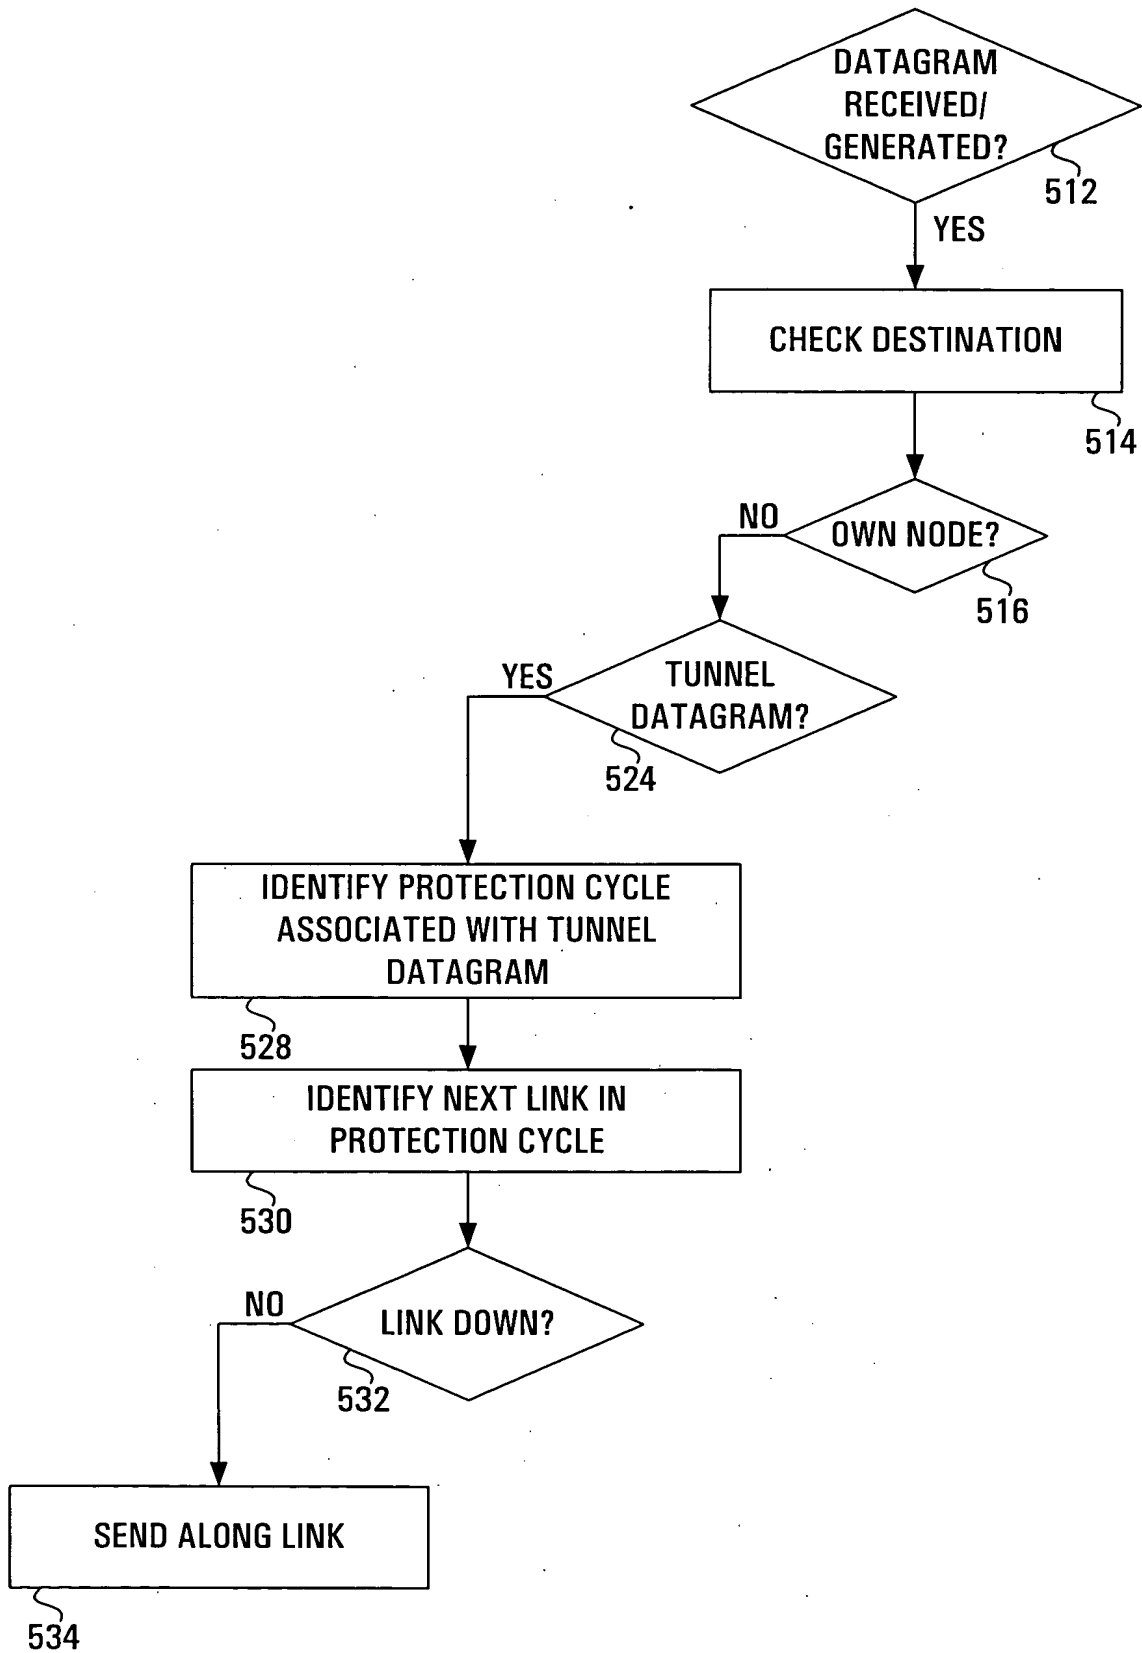 DATAGRAM
RECEIVED/
GENERATED?
512
YES
CHECK DESTINATION
514
NO
OWN NODE?
516
YES
TUNNEL
DATAGRAM?
524
IDENTIFY PROTECTION CYCLE
ASSOCIATED WITH TUNNEL
DATAGRAM
528
IDENTIFY NEXT LINK IN
PROTECTION CYCLE
530
NO
LINK DOWN?
532
SEND ALONG LINK
534